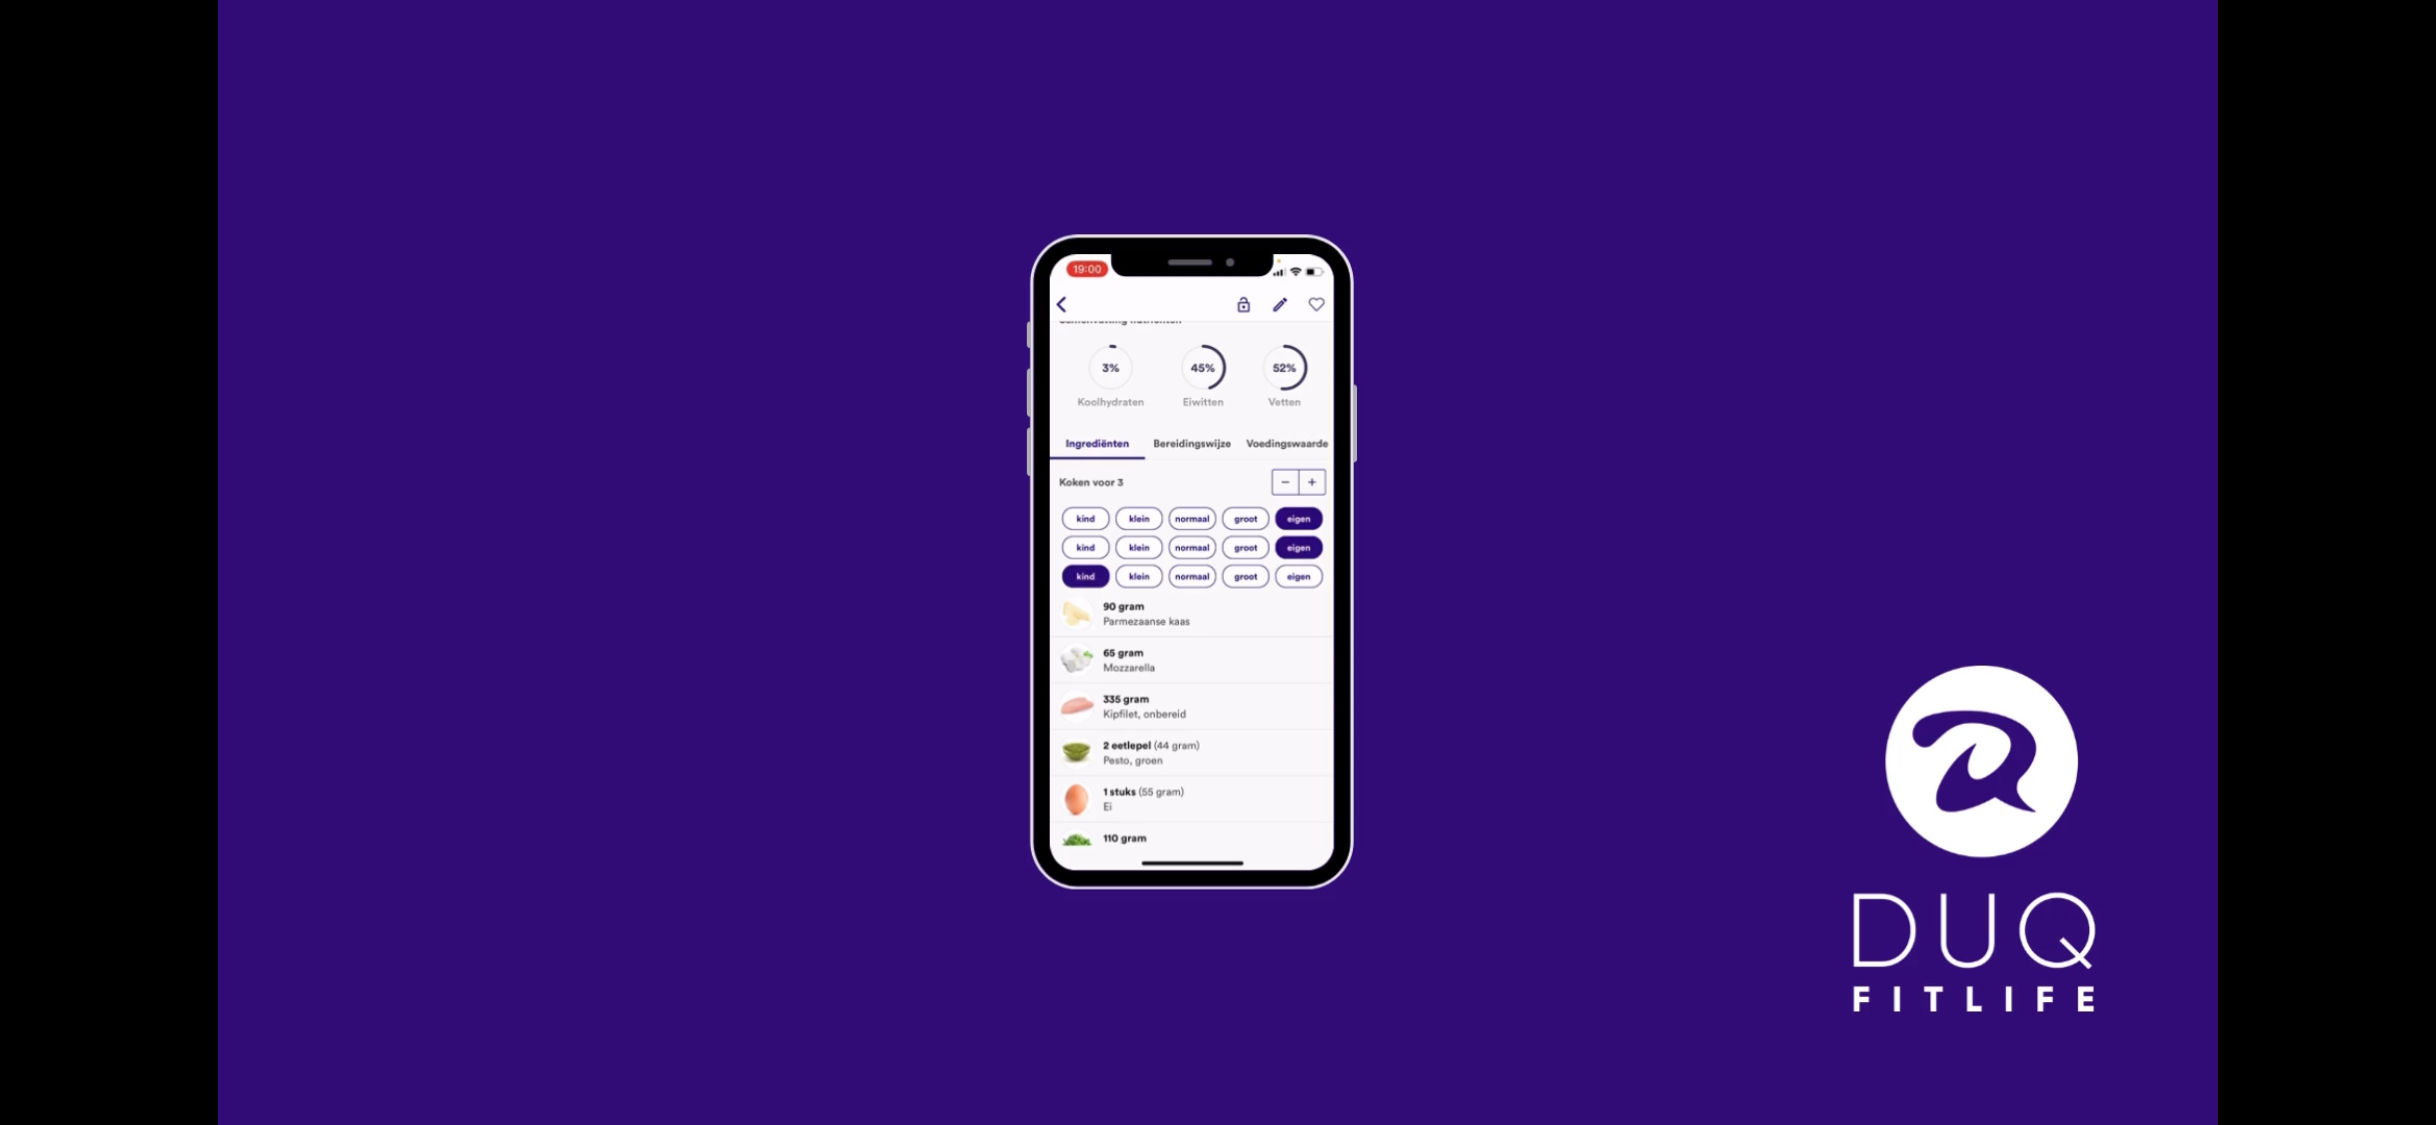 19:00
Samenvatting nutriënten
3%
45%
52%
Koolhydraten
Eiwitten
Vetten
Ingrediënten
Bereidingswijze
Voedingswaarde
Koken voor 3
− +
kind klein normaal groot eigen
kind klein normaal groot eigen
kind klein normaal groot eigen
90 gram
Parmezaanse kaas
65 gram
Mozzarella
335 gram
Kipfilet, onbereid
2 eetlepel (44 gram)
Pesto, groen
1 stuks (55 gram)
Ei
110 gram
DUQ
FITLIFE